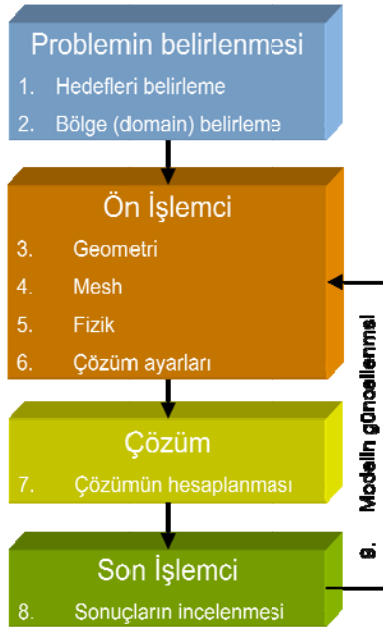 Problemin belirlenmesi
1. Hedefleri belirleme
2. Bölge (domain) belirleme
Ön İşlemci
3. Geometri
4. Mesh
5. Fizik
6. Çözüm ayarları
Çözüm
7. Çözümün hesaplanması
Son İşlemci
8. Sonuçların incelenmesi
9. Modelin güncellenmesi